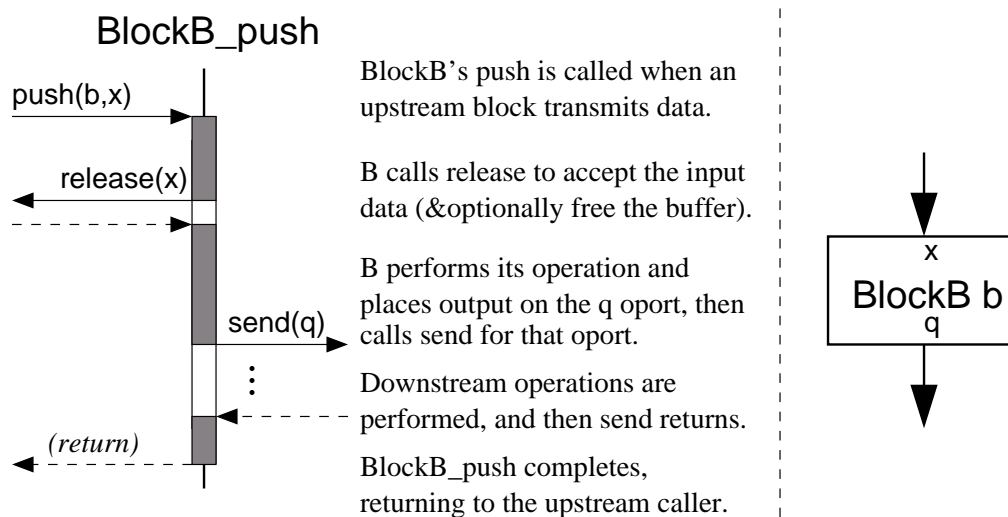 BlockB_push
push(b,x)
BlockB's push is called when an
upstream block transmits data.
release(x)
B calls release to accept the input
data (&optionally free the buffer).
B performs its operation and
places output on the q oport, then
calls send for that oport.
send(q)
Downstream operations are
performed, and then send returns.
(return)
BlockB_push completes,
returning to the upstream caller.
x
BlockB b
q